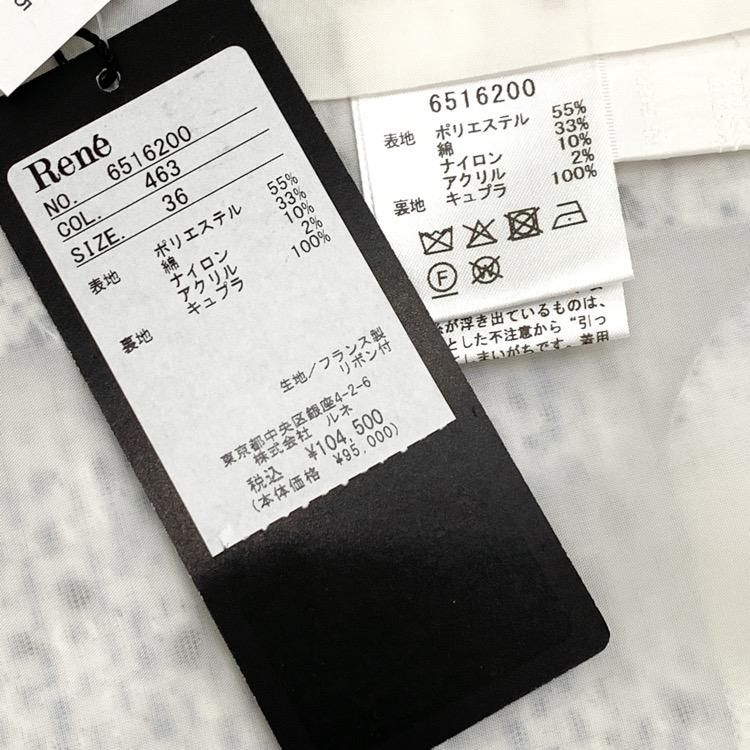 5
René
NO. 6516200
COL. 463
SIZE. 36
表地 ポリエステル 55%
綿 33%
ナイロン 10%
アクリル 2%
裏地 キュプラ 100%
生地/フランス製
リボン付
東京都中央区銀座4-2-6
株式会社 ルネ
税込 ¥104,500
(本体価格 ¥95,000)
6516200
表地 ポリエステル 55%
綿 33%
ナイロン 10%
アクリル 2%
裏地 キュプラ 100%
F
W
が浮き出ているものは、
とした不注意から“引っ
しまいがちです。着用